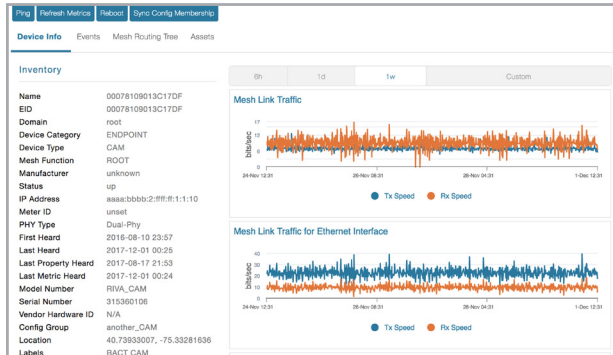 Ping Refresh Metrics Reboot Sync Config Membership
Device Info Events Mesh Routing Tree Assets
Inventory
Name 00078109013C17DF
EID 00078109013C17DF
Domain root
Device Category ENDPOINT
Device Type CAM
Mesh Function ROOT
Manufacturer unknown
Status up
IP Address aaaa:bbbb:2:ffff:ff:1:1:10
Meter ID unset
PHY Type Dual-Phy
First Heard 2016-08-10 23:57
Last Heard 2017-12-01 00:25
Last Property Heard 2017-08-17 21:53
Last Metric Heard 2017-12-01 00:24
Model Number RIVA_CAM
Serial Number 315360106
Vendor Hardware ID N/A
Config Group another_CAM
Location 40.73933007, -75.33281636
Labels BACT CAM
6h 1d 1w Custom
Mesh Link Traffic
bits/sec
17
12
6
0
24-Nov 12:31 26-Nov 08:31 28-Nov 04:31 1-Dec 12:31
Tx Speed Rx Speed
Mesh Link Traffic for Ethernet Interface
bits/sec
40
30
20
10
0
24-Nov 12:31 26-Nov 08:31 28-Nov 04:31 1-Dec 12:31
Tx Speed Rx Speed